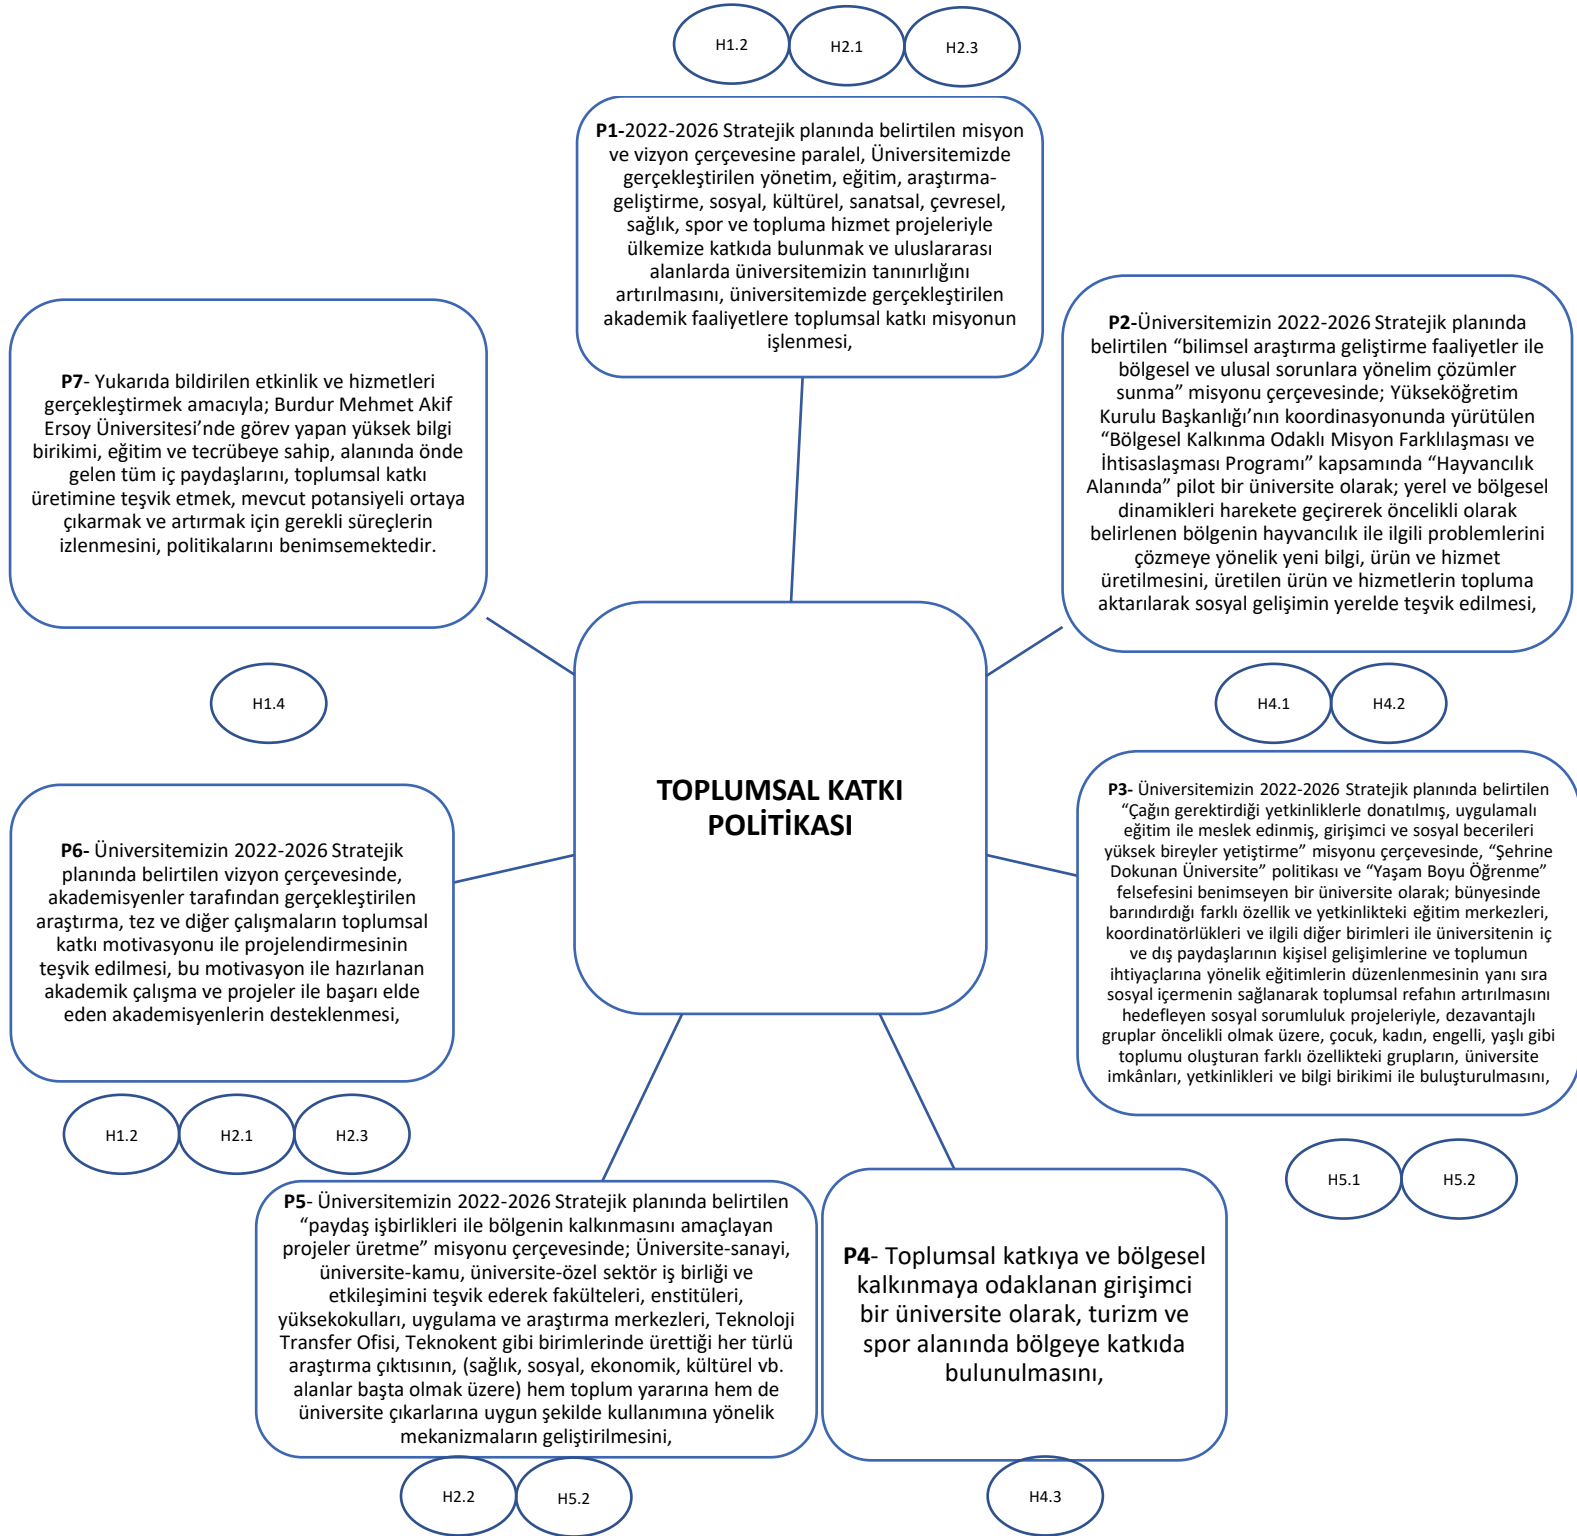 H1.2
H2.1
H2.3
P1-2022-2026 Stratejik planında belirtilen misyon
ve vizyon çerçevesine paralel, Üniversitemizde
gerçekleştirilen yönetim, eğitim, araştırma-
geliştirme, sosyal, kültürel, sanatsal, çevresel,
sağlık, spor ve topluma hizmet projeleriyle
ülkemize katkıda bulunmak ve uluslararası
alanlarda üniversitemizin tanınırlığını
artırılmasını, üniversitemizde gerçekleştirilen
akademik faaliyetlere toplumsal katkı misyonun
işlenmesi,
P2-Üniversitemizin 2022-2026 Stratejik planında
belirtilen “bilimsel araştırma geliştirme faaliyetler ile
bölgesel ve ulusal sorunlara yönelim çözümler
sunma” misyonu çerçevesinde; Yükseköğretim
Kurulu Başkanlığı’nın koordinasyonunda yürütülen
“Bölgesel Kalkınma Odaklı Misyon Farklılaşması ve
İhtisaslaşması Programı” kapsamında “Hayvancılık
Alanında” pilot bir üniversite olarak; yerel ve bölgesel
dinamikleri harekete geçirerek öncelikli olarak
belirlenen bölgenin hayvancılık ile ilgili problemlerini
çözmeye yönelik yeni bilgi, ürün ve hizmet
üretilmesini, üretilen ürün ve hizmetlerin topluma
aktarılarak sosyal gelişimin yerelde teşvik edilmesi,
H4.1
H4.2
P3- Üniversitemizin 2022-2026 Stratejik planında belirtilen
“Çağın gerektirdiği yetkinliklerle donatılmış, uygulamalı
eğitim ile meslek edinmiş, girişimci ve sosyal becerileri
yüksek bireyler yetiştirme” misyonu çerçevesinde, “Şehrine
Dokunan Üniversite” politikası ve “Yaşam Boyu Öğrenme”
felsefesini benimseyen bir üniversite olarak; bünyesinde
barındırdığı farklı özellik ve yetkinlikteki eğitim merkezleri,
koordinatörlükleri ve ilgili diğer birimleri ile üniversitenin iç
ve dış paydaşlarının kişisel gelişimlerine ve toplumun
ihtiyaçlarına yönelik eğitimlerin düzenlenmesinin yanı sıra
sosyal içermenin sağlanarak toplumsal refahın artırılmasını
hedefleyen sosyal sorumluluk projeleriyle, dezavantajlı
gruplar öncelikli olmak üzere, çocuk, kadın, engelli, yaşlı gibi
toplumu oluşturan farklı özellikteki grupların, üniversite
imkânları, yetkinlikleri ve bilgi birikimi ile buluşturulmasını,
H5.1
H5.2
P4- Toplumsal katkıya ve bölgesel
kalkınmaya odaklanan girişimci
bir üniversite olarak, turizm ve
spor alanında bölgeye katkıda
bulunulmasını,
H4.3
P5- Üniversitemizin 2022-2026 Stratejik planında belirtilen
“paydaş işbirlikleri ile bölgenin kalkınmasını amaçlayan
projeler üretme” misyonu çerçevesinde; Üniversite-sanayi,
üniversite-kamu, üniversite-özel sektör iş birliği ve
etkileşimini teşvik ederek fakülteleri, enstitüleri,
yüksekokulları, uygulama ve araştırma merkezleri, Teknoloji
Transfer Ofisi, Teknokent gibi birimlerinde ürettiği her türlü
araştırma çıktısının, (sağlık, sosyal, ekonomik, kültürel vb.
alanlar başta olmak üzere) hem toplum yararına hem de
üniversite çıkarlarına uygun şekilde kullanımına yönelik
mekanizmaların geliştirilmesini,
H2.2
H5.2
P6- Üniversitemizin 2022-2026 Stratejik
planında belirtilen vizyon çerçevesinde,
akademisyenler tarafından gerçekleştirilen
araştırma, tez ve diğer çalışmaların toplumsal
katkı motivasyonu ile projelendirmesinin
teşvik edilmesi, bu motivasyon ile hazırlanan
akademik çalışma ve projeler ile başarı elde
eden akademisyenlerin desteklenmesi,
H1.2
H2.1
H2.3
P7- Yukarıda bildirilen etkinlik ve hizmetleri
gerçekleştirmek amacıyla; Burdur Mehmet Akif
Ersoy Üniversitesi’nde görev yapan yüksek bilgi
birikimi, eğitim ve tecrübeye sahip, alanında önde
gelen tüm iç paydaşlarını, toplumsal katkı
üretimine teşvik etmek, mevcut potansiyeli ortaya
çıkarmak ve artırmak için gerekli süreçlerin
izlenmesini, politikalarını benimsemektedir.
H1.4
TOPLUMSAL KATKI
POLİTİKASI